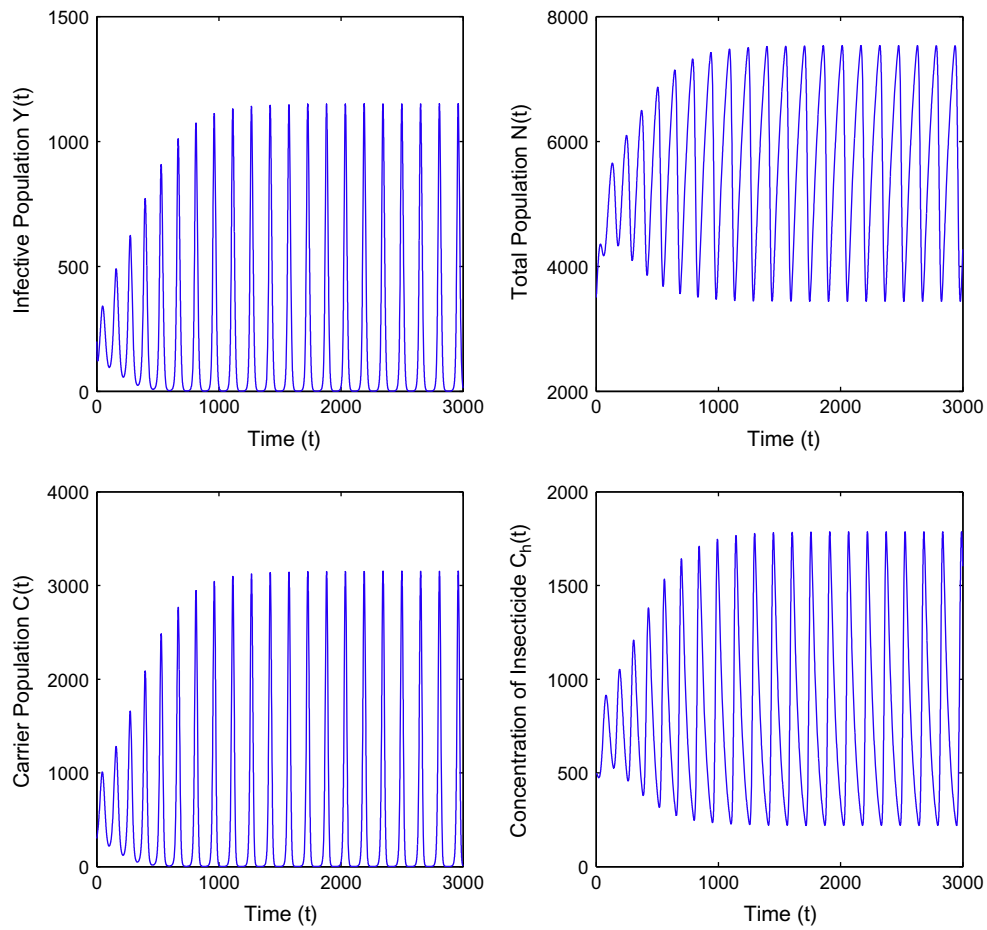 Infective Population Y(t)
1500
1000
500
0
0 1000 2000 3000
Time (t)
Total Population N(t)
8000
6000
4000
2000
0 1000 2000 3000
Time (t)
Carrier Population C(t)
4000
3000
2000
1000
0
0 1000 2000 3000
Time (t)
Concentration of Insecticide C_h(t)
2000
1500
1000
500
0
0 1000 2000 3000
Time (t)